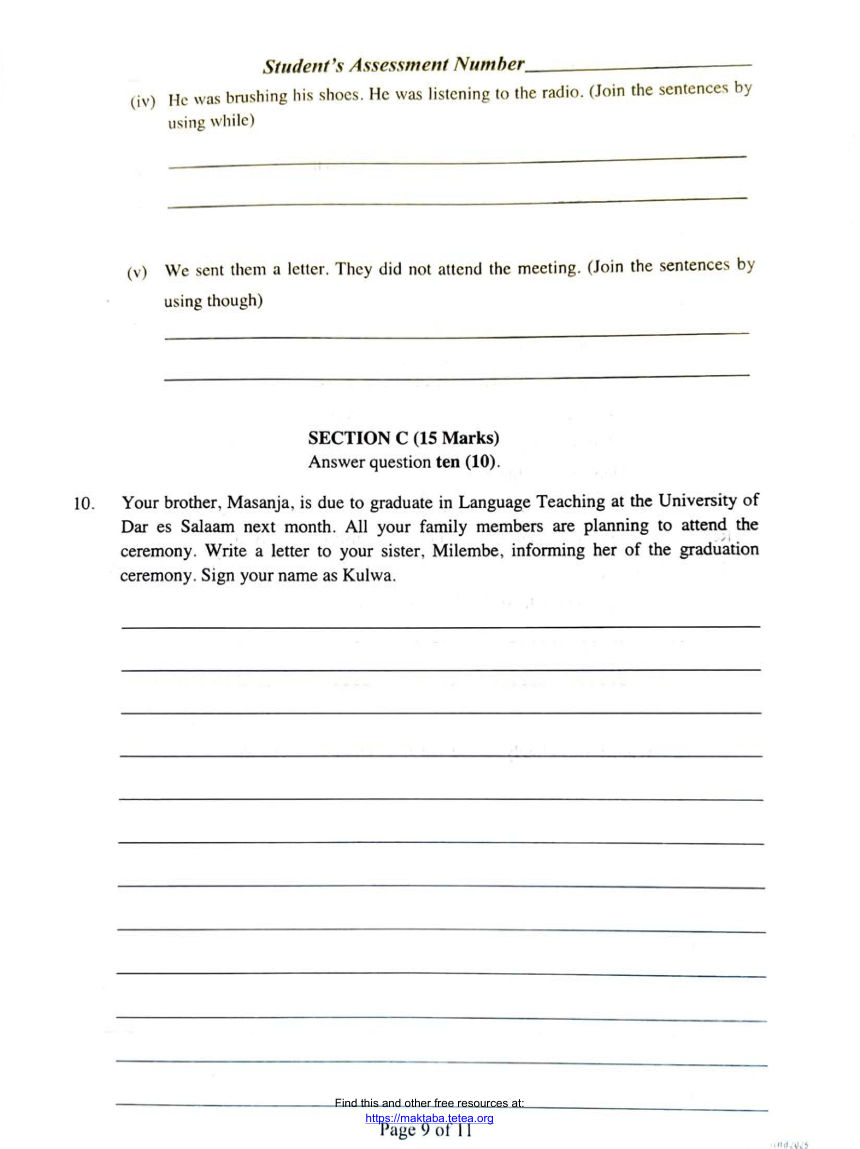 Student's Assessment Number
(iv) He was brushing his shoes. He was listening to the radio. (Join the sentences by
using while)
(v) We sent them a letter. They did not attend the meeting. (Join the sentences by
using though)
SECTION C (15 Marks)
Answer question ten (10).
10. Your brother, Masanja, is due to graduate in Language Teaching at the University of
Dar es Salaam next month. All your family members are planning to attend the
ceremony. Write a letter to your sister, Milembe, informing her of the graduation
ceremony. Sign your name as Kulwa.
Find this and other free resources at:
https://maktaba.tetea.org
Page 9 of 11